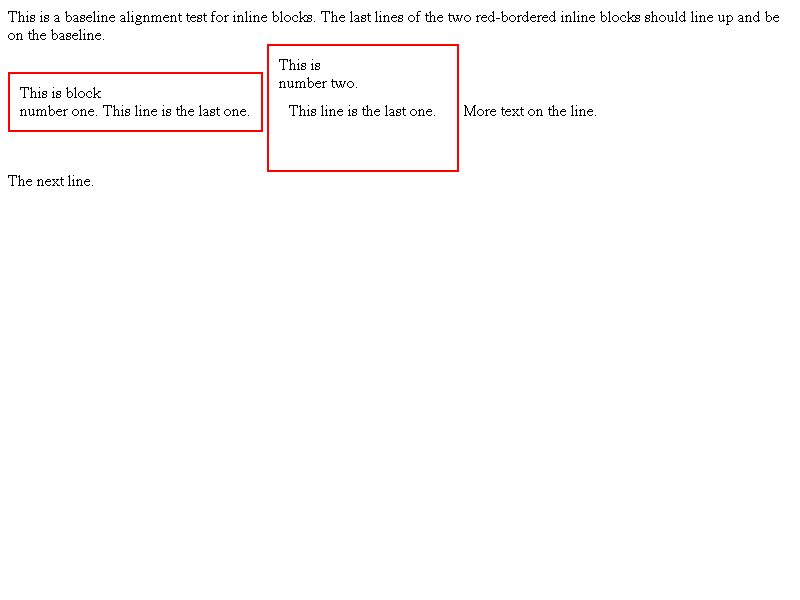 This is a baseline alignment test for inline blocks. The last lines of the two red-bordered inline blocks should line up and be
on the baseline.
This is block
number one. This line is the last one.
This is
number two.
This line is the last one.
More text on the line.
The next line.